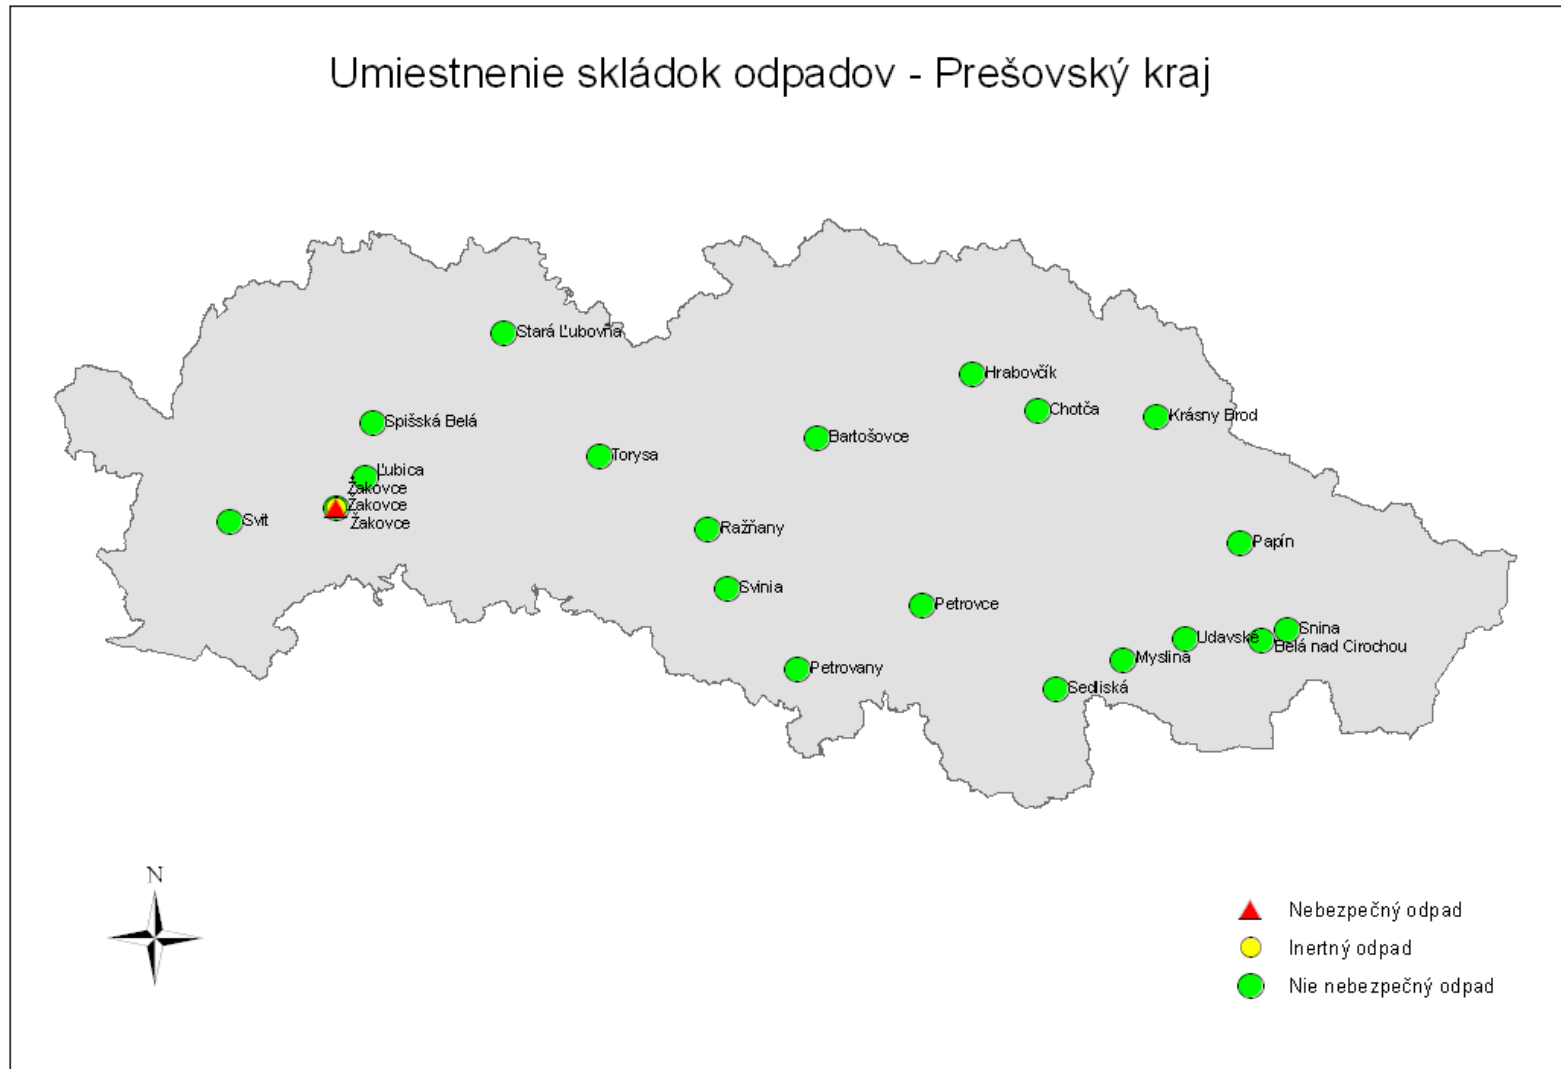 Umiestnenie skládok odpadov - Prešovský kraj
Stará Ľubovňa
Hrabovčík
Chotča
Krásny Brod
Spišská Belá
Bartošovce
Torysa
Ľubica
Žakovce
Žakovce
Žakovce
Svit
Ražňany
Papín
Svinia
Petrovce
Snina
Udavské
Belá nad Cirochou
Myslina
Petrovany
Sedliská
N
Nebezpečný odpad
Inertný odpad
Nie nebezpečný odpad